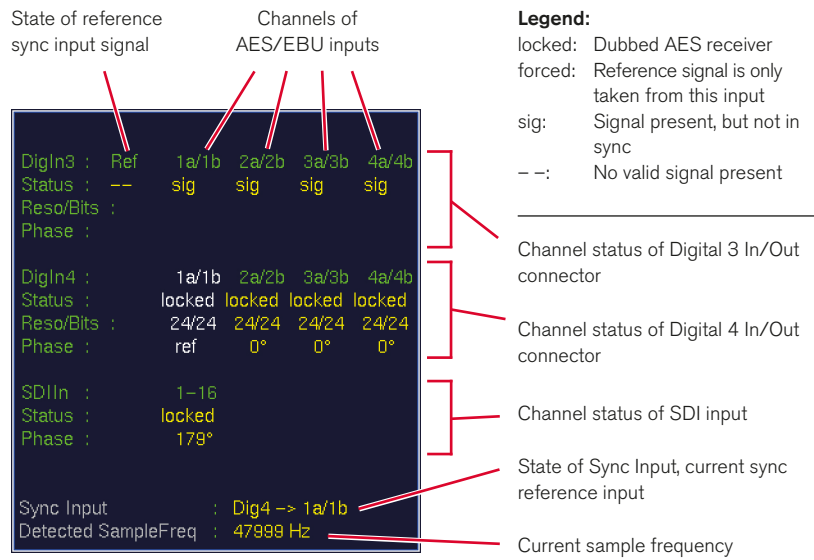 State of reference
sync input signal
Channels of
AES/EBU inputs
Legend:
locked: Dubbed AES receiver
forced: Reference signal is only
taken from this input
sig: Signal present, but not in
sync
– –: No valid signal present
DigIn3 : Ref 1a/1b 2a/2b 3a/3b 4a/4b
Status : -- sig sig sig sig
Reso/Bits :
Phase :
DigIn4 : 1a/1b 2a/2b 3a/3b 4a/4b
Status : locked locked locked locked
Reso/Bits : 24/24 24/24 24/24 24/24
Phase : ref 0° 0° 0°
SDIIn : 1-16
Status : locked
Phase : 179°
Sync Input : Dig4 -> 1a/1b
Detected SampleFreq : 47999 Hz
Channel status of Digital 3 In/Out
connector
Channel status of Digital 4 In/Out
connector
Channel status of SDI input
State of Sync Input, current sync
reference input
Current sample frequency